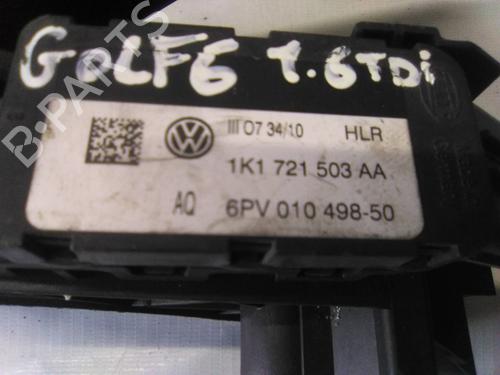 GOLF6 1.6TDi
III 07 34/10 HLR
1K1 721 503 AA
AQ 6PV 010 498-50
B-PARTS